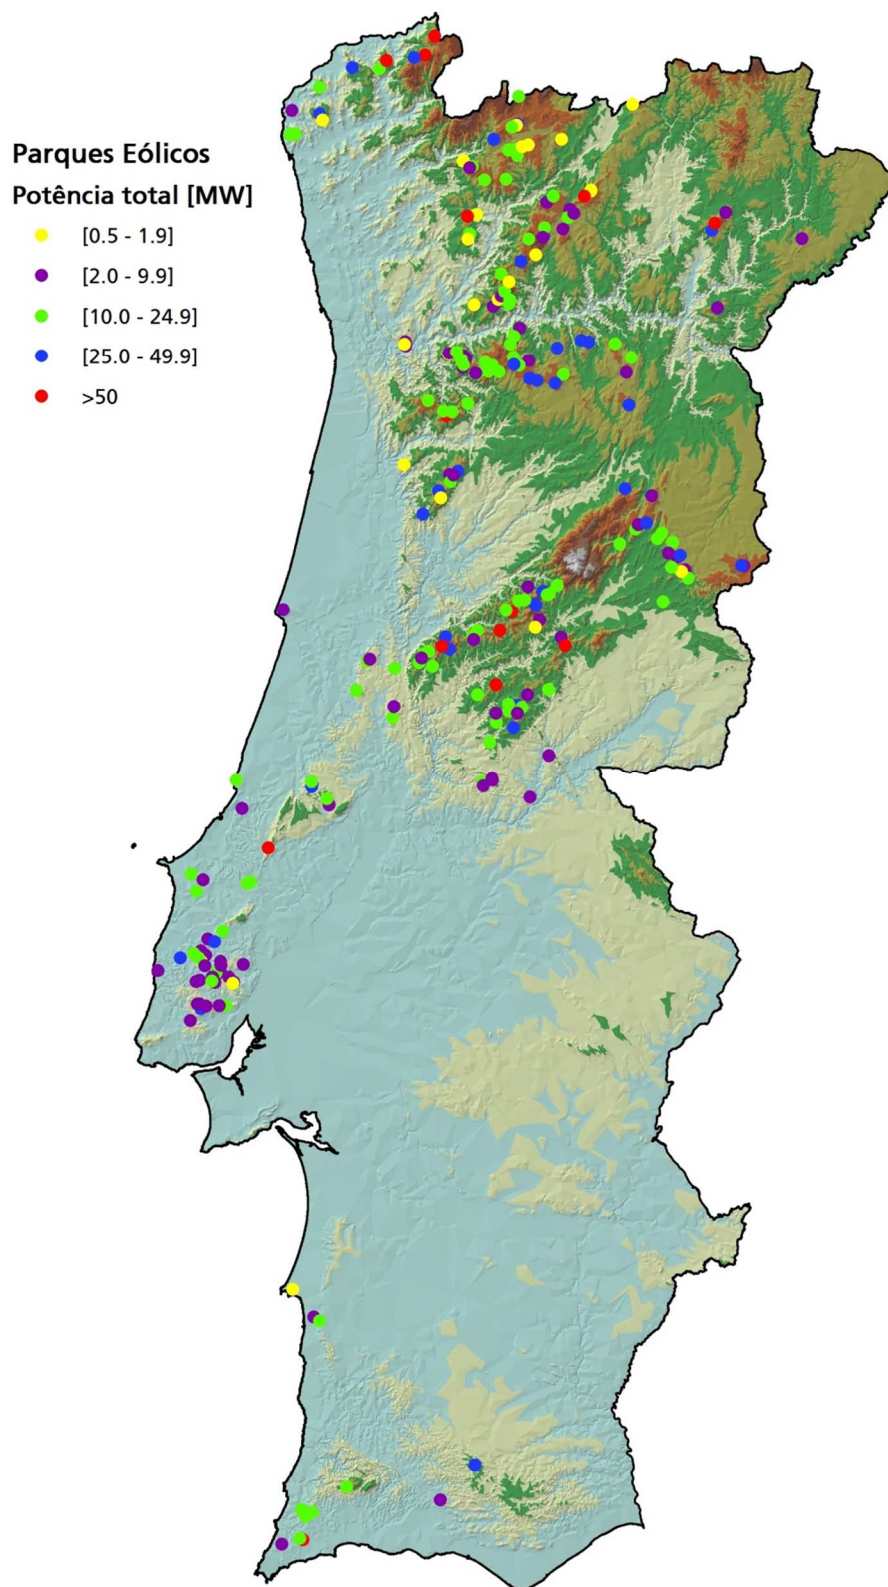 Parques Eólicos
Potência total [MW]
[0.5 - 1.9]
[2.0 - 9.9]
[10.0 - 24.9]
[25.0 - 49.9]
>50